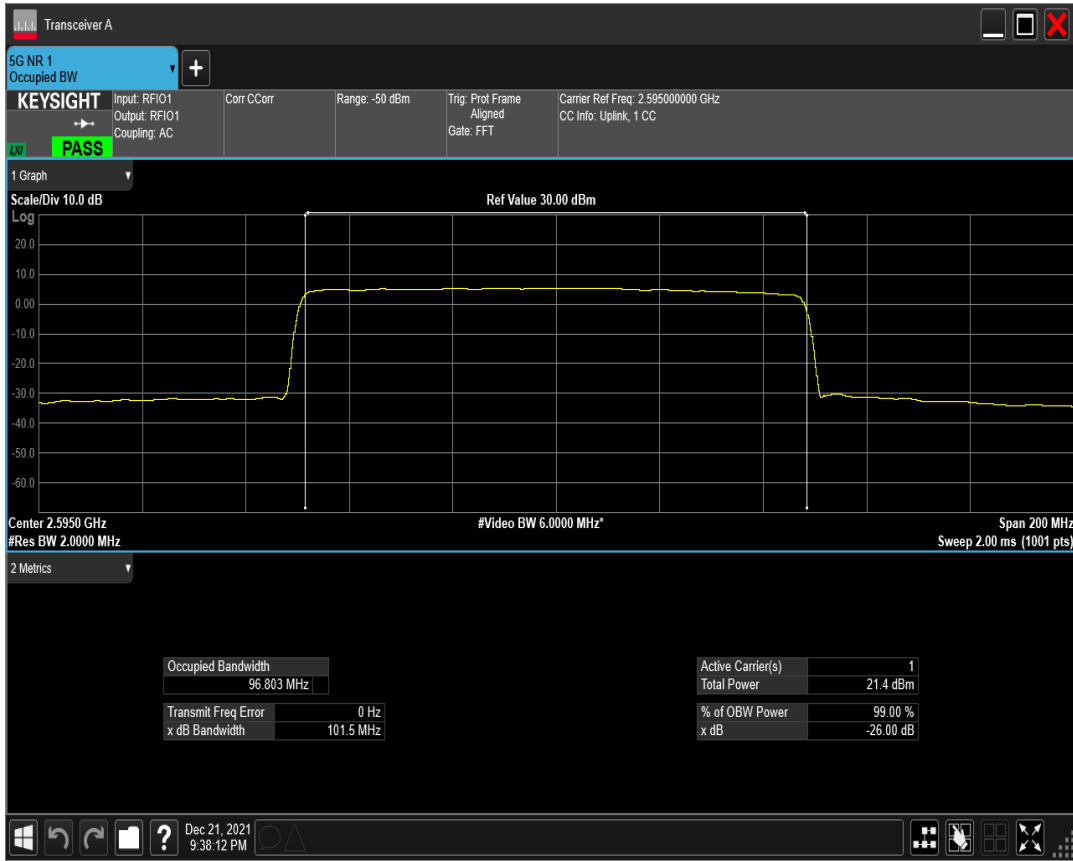 Transceiver A
5G NR 1
Occupied BW
KEYSIGHT
LXI
PASS
Input: RFIO1
Output: RFIO1
Coupling: AC
Corr CCorr
Range: -50 dBm
Trig: Prot Frame
Aligned
Gate: FFT
Carrier Ref Freq: 2.595000000 GHz
CC Info: Uplink, 1 CC
1 Graph
Scale/Div 10.0 dB
Ref Value 30.00 dBm
Log
20.0
10.0
0.00
-10.0
-20.0
-30.0
-40.0
-50.0
-60.0
Center 2.5950 GHz
#Video BW 6.0000 MHz*
Span 200 MHz
#Res BW 2.0000 MHz
Sweep 2.00 ms (1001 pts)
2 Metrics
Occupied Bandwidth
96.803 MHz
Transmit Freq Error 0 Hz
x dB Bandwidth 101.5 MHz
Active Carrier(s) 1
Total Power 21.4 dBm
% of OBW Power 99.00 %
x dB -26.00 dB
Dec 21, 2021
9:38:12 PM